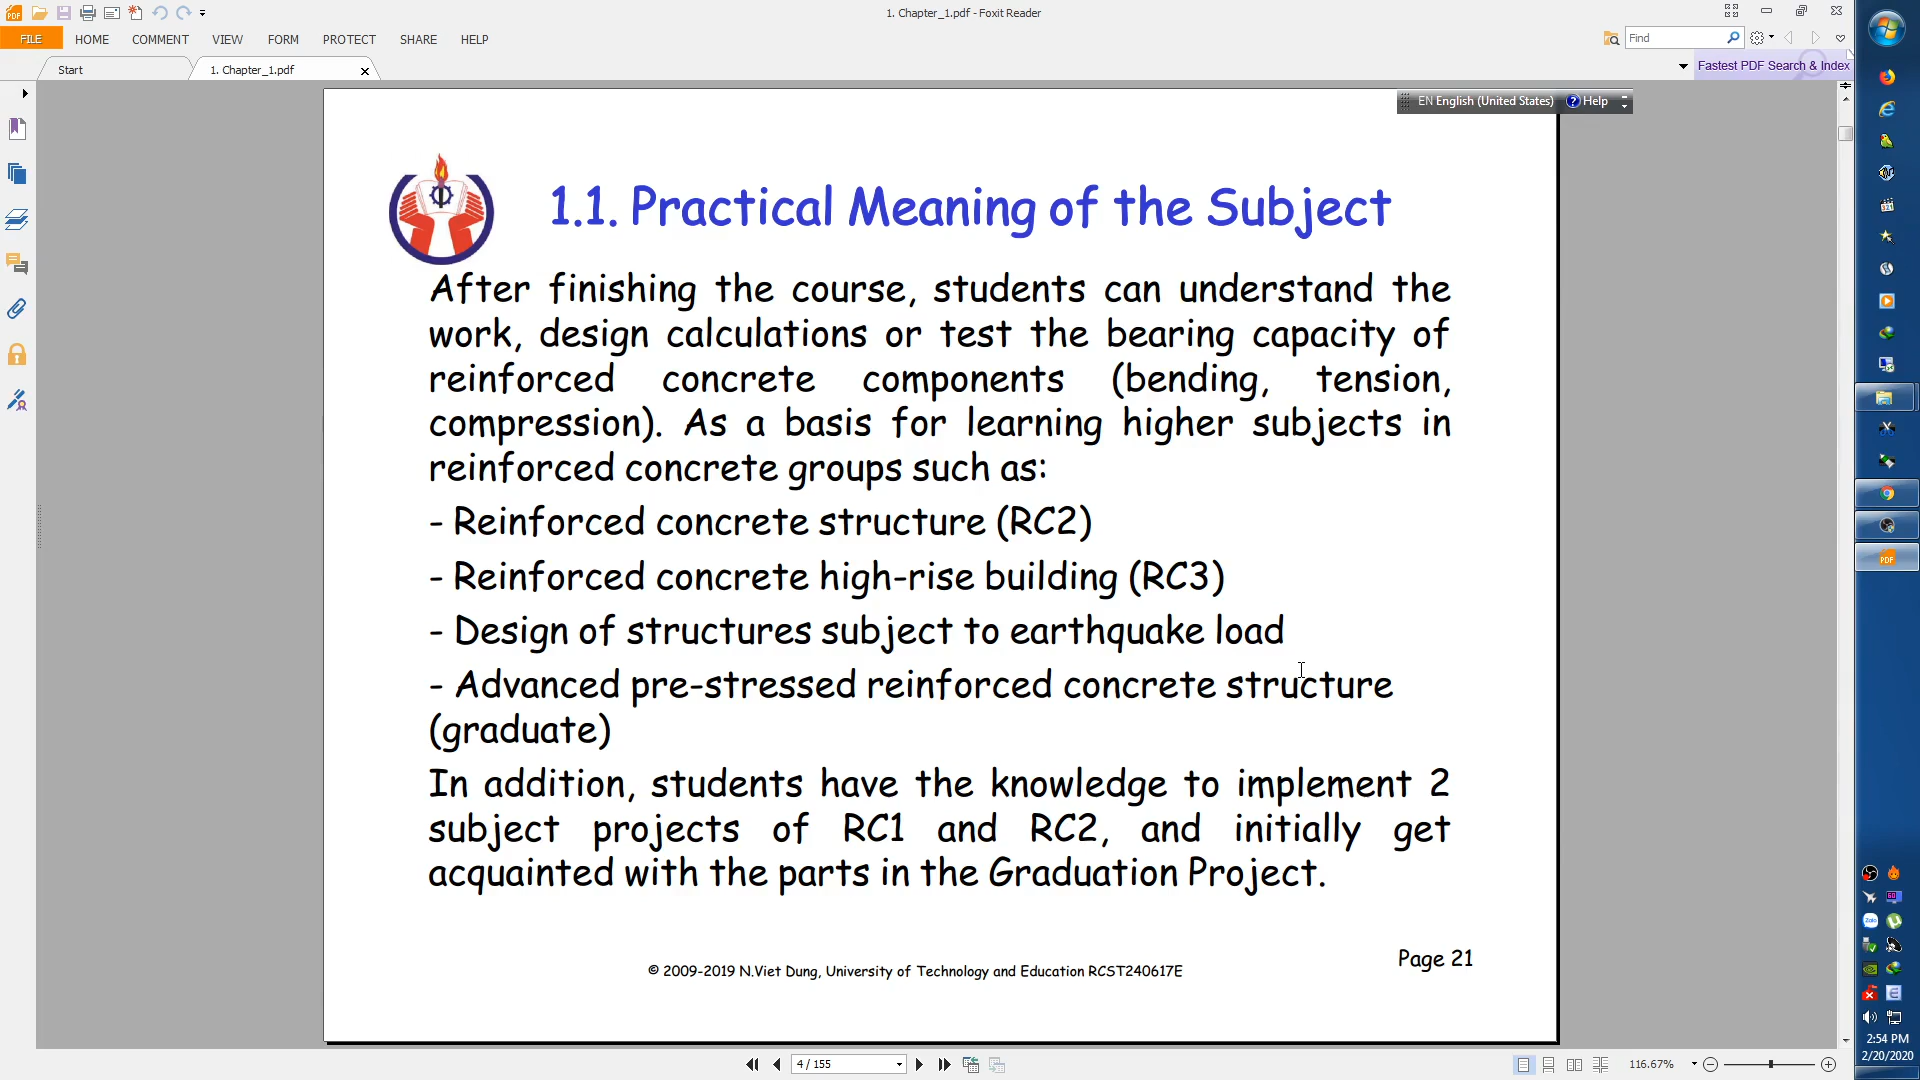 1. Chapter_1.pdf - Foxit Reader
FILE HOME COMMENT VIEW FORM PROTECT SHARE HELP
Find
Start
1. Chapter_1.pdf
Fastest PDF Search & Index
EN English (United States) Help
1.1. Practical Meaning of the Subject
After finishing the course, students can understand the
work, design calculations or test the bearing capacity of
reinforced concrete components (bending, tension,
compression). As a basis for learning higher subjects in
reinforced concrete groups such as:
- Reinforced concrete structure (RC2)
- Reinforced concrete high-rise building (RC3)
- Design of structures subject to earthquake load
- Advanced pre-stressed reinforced concrete structure
(graduate)
In addition, students have the knowledge to implement 2
subject projects of RC1 and RC2, and initially get
acquainted with the parts in the Graduation Project.
Page 21
© 2009-2019 N.Viet Dung, University of Technology and Education RCST240617E
4 / 155
116.67%
2:54 PM
2/20/2020